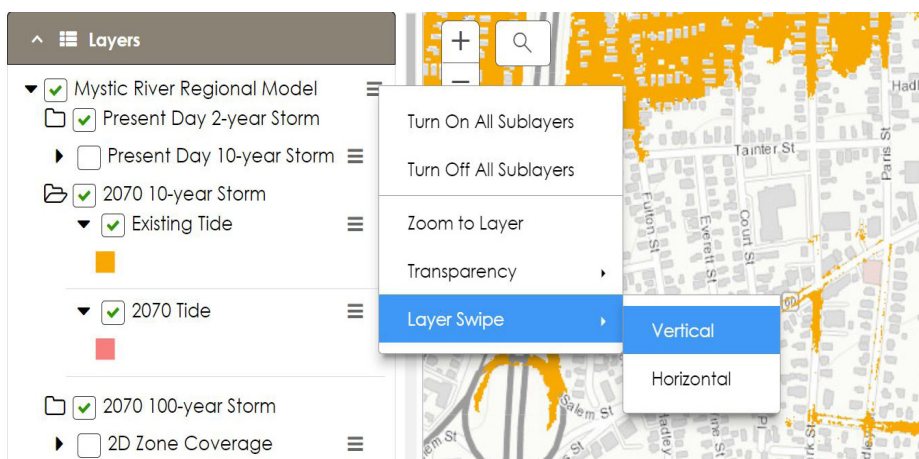 Layers
Mystic River Regional Model
Present Day 2-year Storm
Present Day 10-year Storm
2070 10-year Storm
Existing Tide
2070 Tide
2070 100-year Storm
2D Zone Coverage
+
−
Turn On All Sublayers
Turn Off All Sublayers
Zoom to Layer
Transparency
Layer Swipe
Vertical
Horizontal
Tainter St
Paris St
Fulton St
Everett St
Court St
Salem St
Hadley
Pl